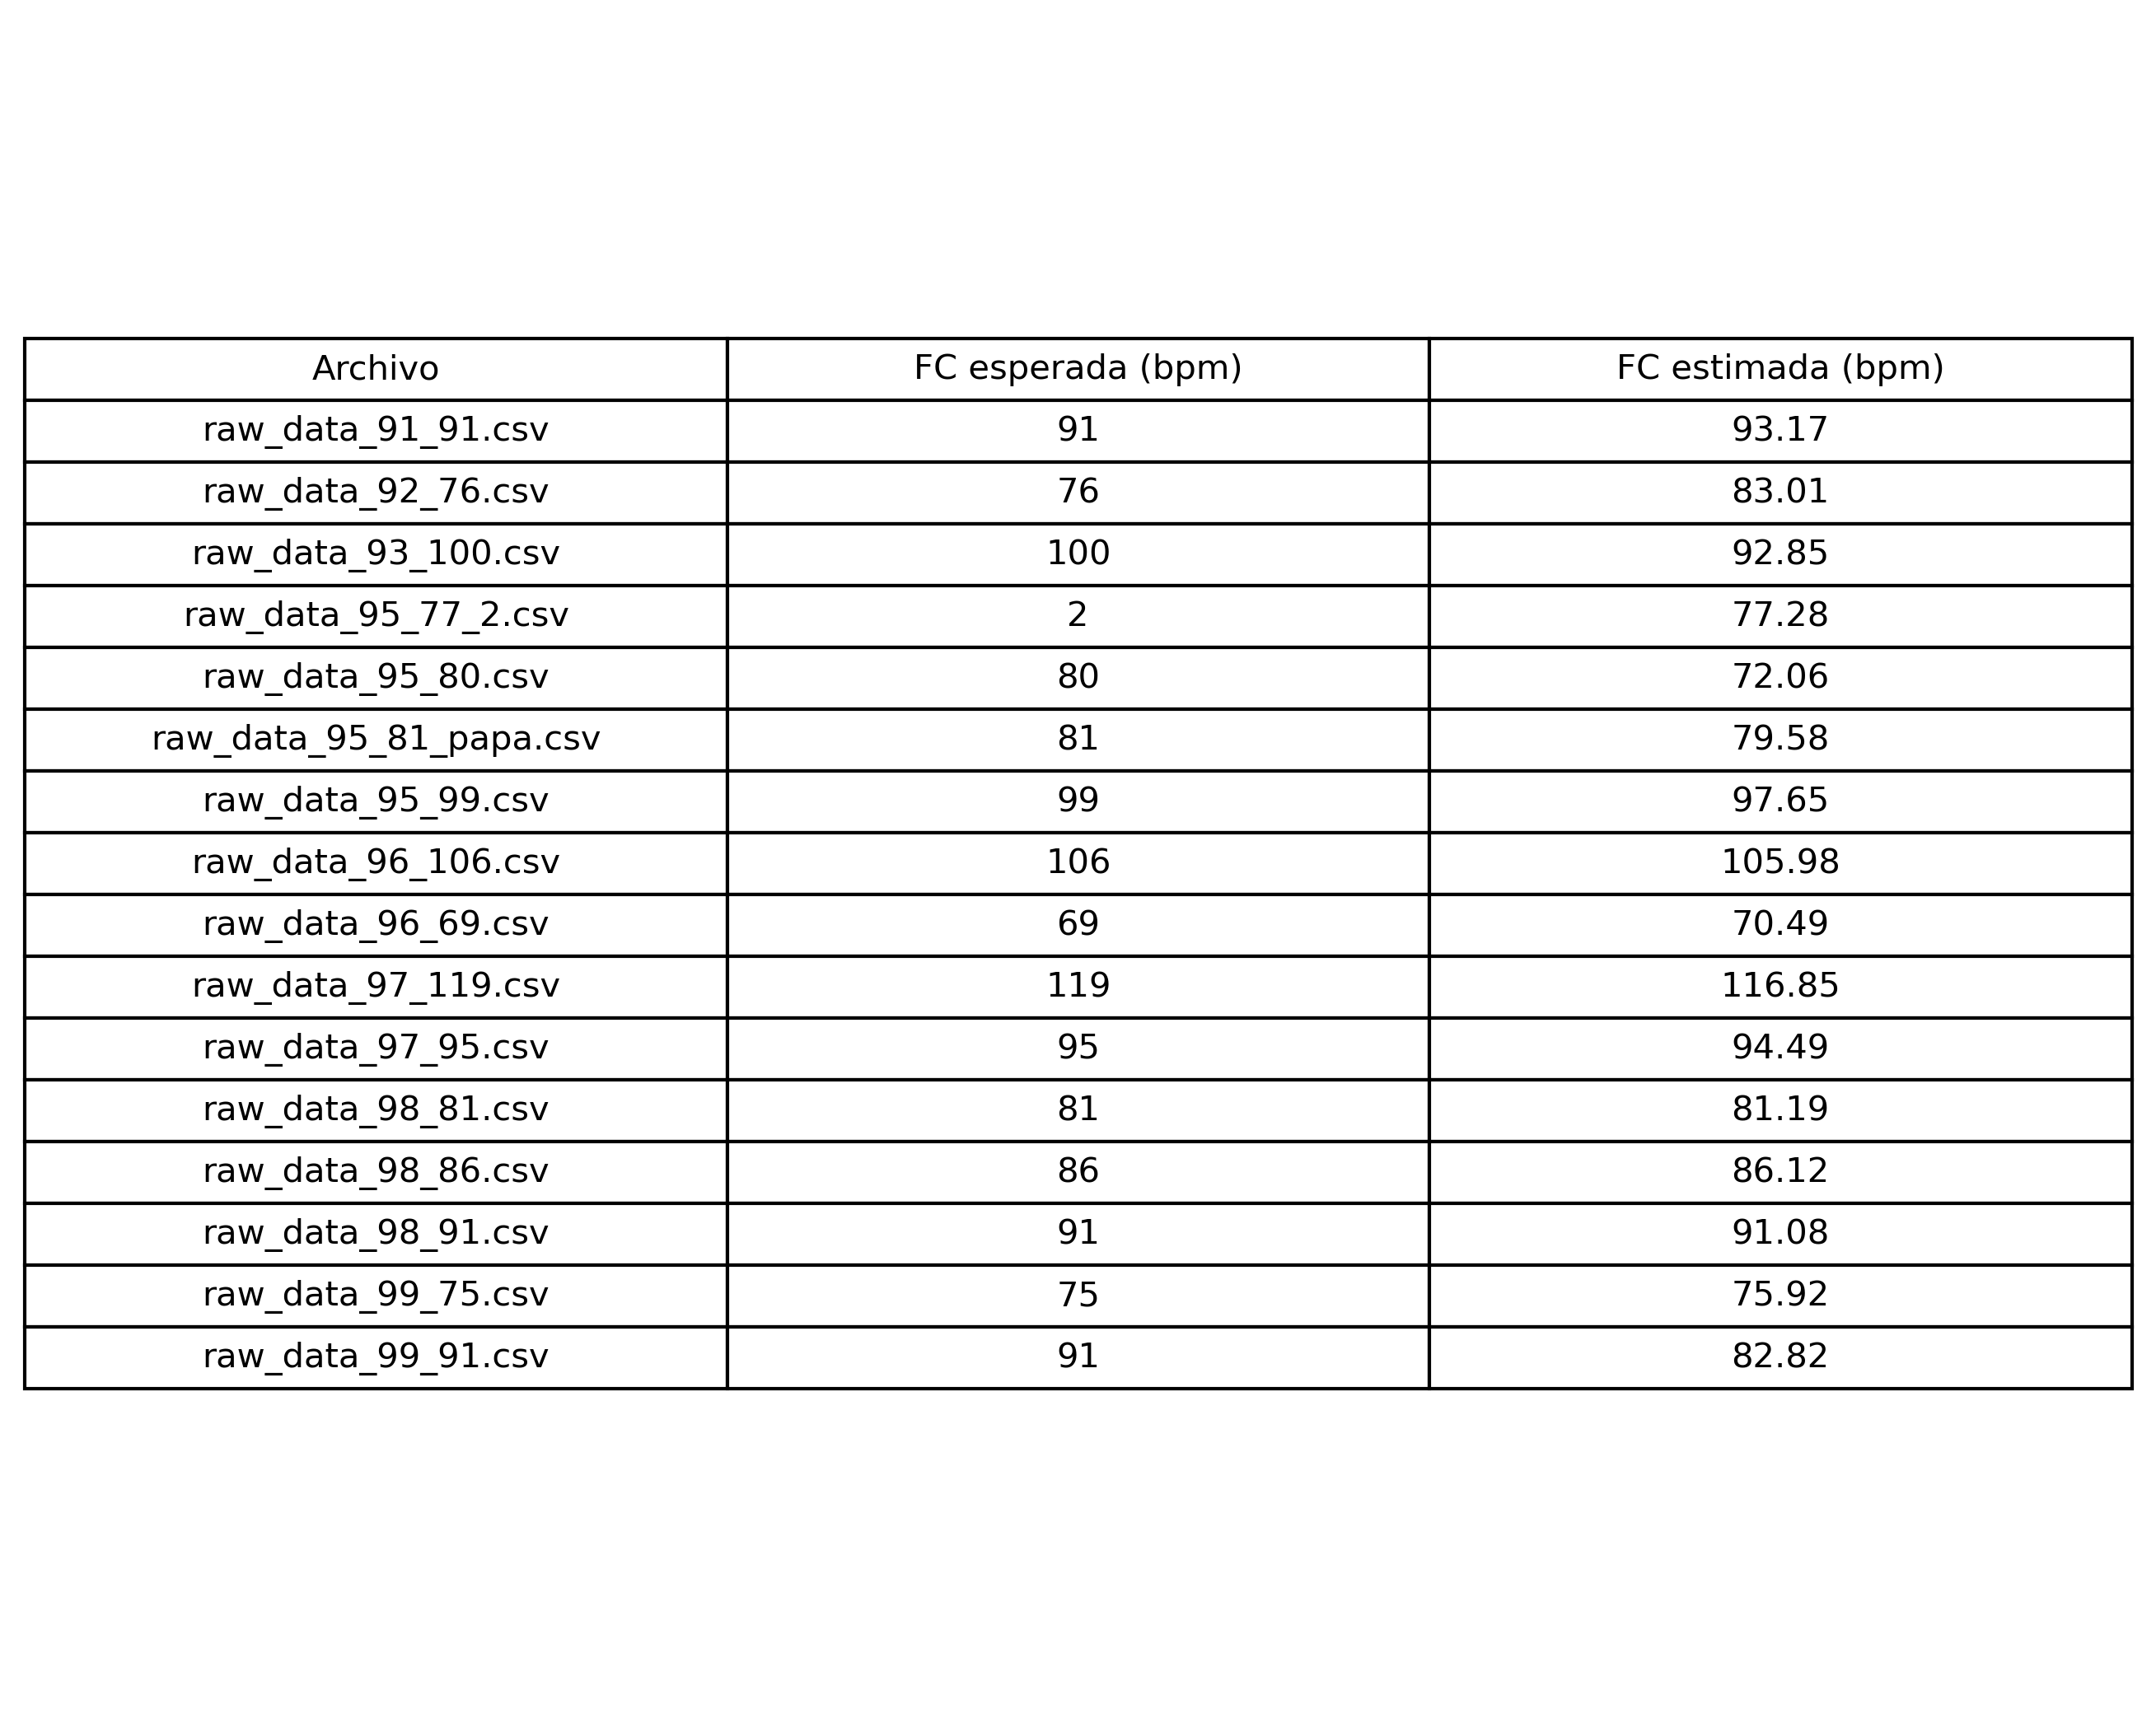 Archivo FC esperada (bpm) FC estimada (bpm)
raw_data_91_91.csv 91 93.17
raw_data_92_76.csv 76 83.01
raw_data_93_100.csv 100 92.85
raw_data_95_77_2.csv 2 77.28
raw_data_95_80.csv 80 72.06
raw_data_95_81_papa.csv 81 79.58
raw_data_95_99.csv 99 97.65
raw_data_96_106.csv 106 105.98
raw_data_96_69.csv 69 70.49
raw_data_97_119.csv 119 116.85
raw_data_97_95.csv 95 94.49
raw_data_98_81.csv 81 81.19
raw_data_98_86.csv 86 86.12
raw_data_98_91.csv 91 91.08
raw_data_99_75.csv 75 75.92
raw_data_99_91.csv 91 82.82